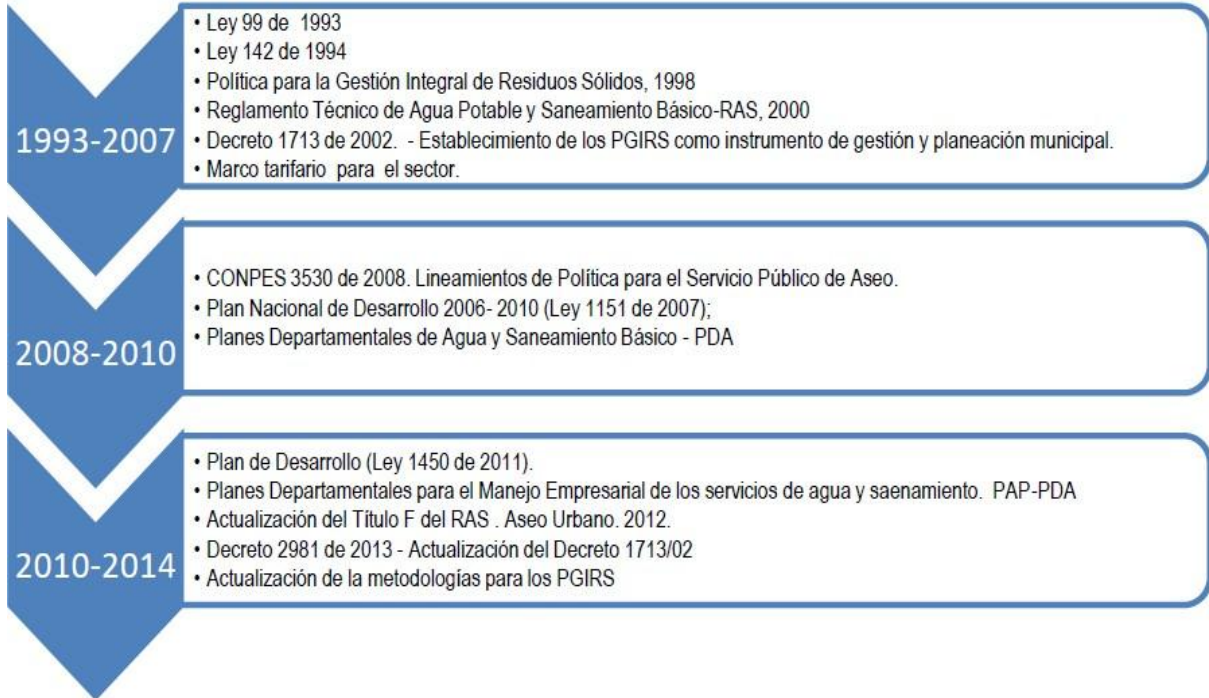 1993-2007
• Ley 99 de 1993
• Ley 142 de 1994
• Política para la Gestión Integral de Residuos Sólidos, 1998
• Reglamento Técnico de Agua Potable y Saneamiento Básico-RAS, 2000
• Decreto 1713 de 2002. - Establecimiento de los PGIRS como instrumento de gestión y planeación municipal.
• Marco tarifario para el sector.
2008-2010
• CONPES 3530 de 2008. Lineamientos de Política para el Servicio Público de Aseo.
• Plan Nacional de Desarrollo 2006- 2010 (Ley 1151 de 2007);
• Planes Departamentales de Agua y Saneamiento Básico - PDA
2010-2014
• Plan de Desarrollo (Ley 1450 de 2011).
• Planes Departamentales para el Manejo Empresarial de los servicios de agua y saenamiento. PAP-PDA
• Actualización del Título F del RAS . Aseo Urbano. 2012.
• Decreto 2981 de 2013 - Actualización del Decreto 1713/02
• Actualización de la metodologías para los PGIRS